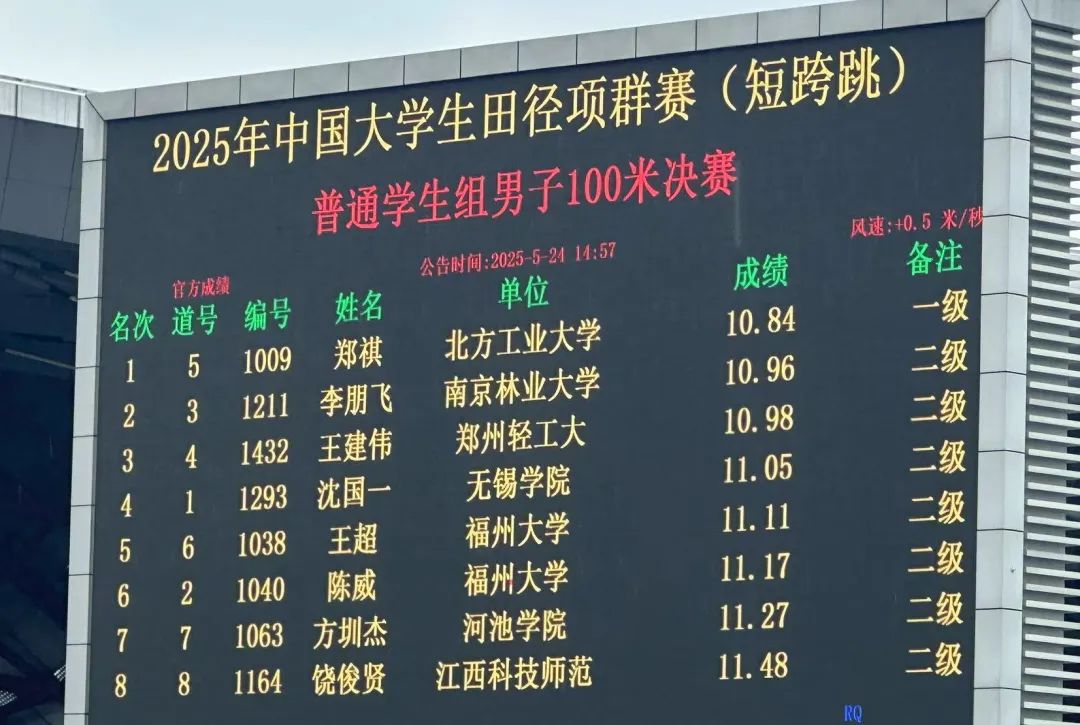 2025年中国大学生田径项群赛（短跨跳）
普通学生组男子100米决赛
风速:+0.5 米/秒
公告时间:2025-5-24 14:57
官方成绩
名次 道号 编号 姓名 单位 成绩 备注
1 5 1009 郑祺 北方工业大学 10.84 一级
2 3 1211 李朋飞 南京林业大学 10.96 二级
3 4 1432 王建伟 郑州轻工大 10.98 二级
4 1 1293 沈国一 无锡学院 11.05 二级
5 6 1038 王超 福州大学 11.11 二级
6 2 1040 陈威 福州大学 11.17 二级
7 7 1063 方圳杰 河池学院 11.27 二级
8 8 1164 饶俊贤 江西科技师范 11.48 二级
RQ